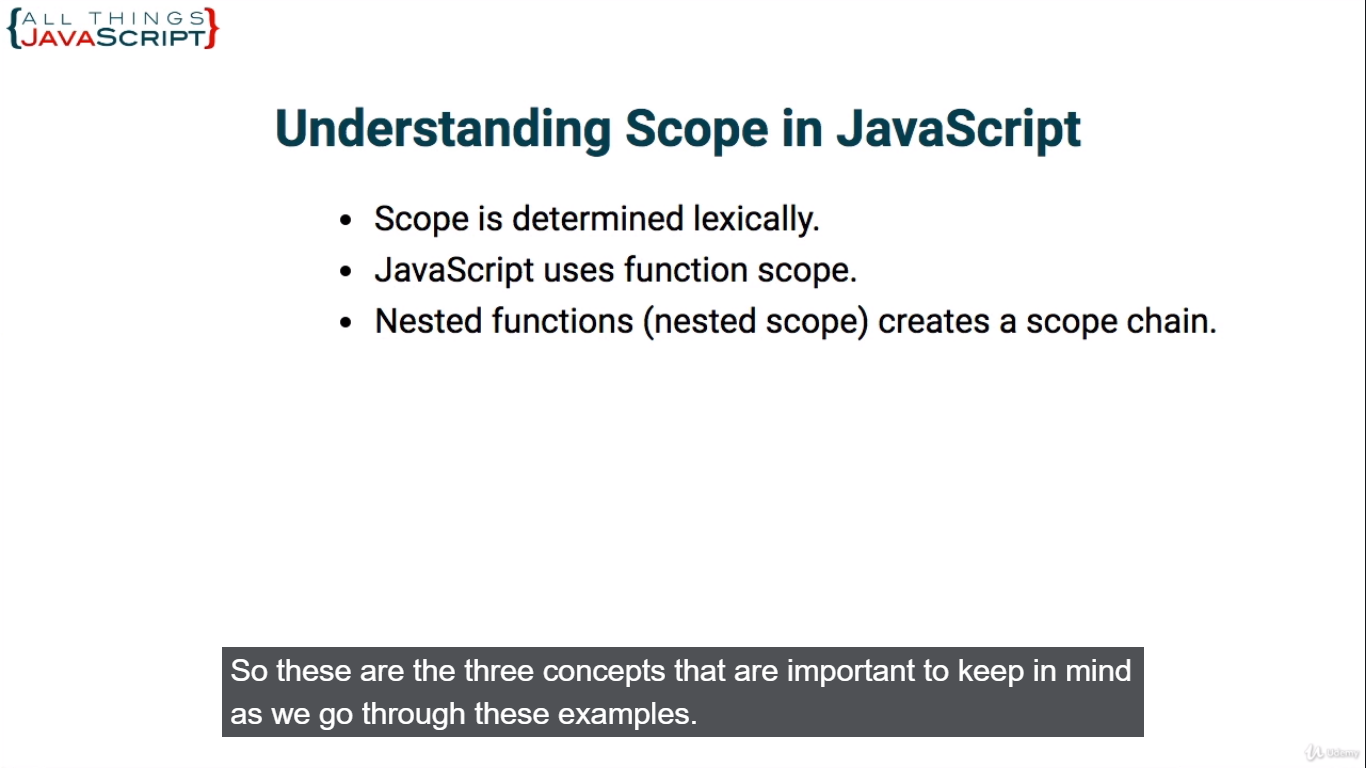 {ALL THINGS
JAVASCRIPT}
Understanding Scope in JavaScript
• Scope is determined lexically.
• JavaScript uses function scope.
• Nested functions (nested scope) creates a scope chain.
So these are the three concepts that are important to keep in mind
as we go through these examples.
Udemy